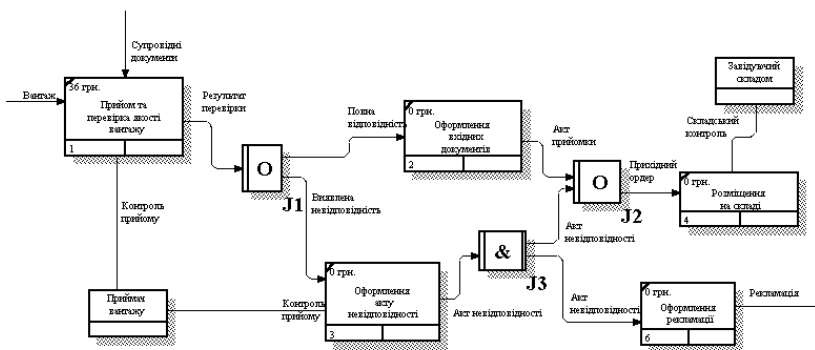 Супровідні
документи
Вантаж
36 грн.
Прийом та
перевірка якості
вантажу
1
Результат
перевірки
O
J1
Повна
відповідність
Виявлена
невідповідність
0 грн.
Оформлення
вхідних
документів
2
Акт
прийомки
O
J2
Прихідний
ордер
Завідуючий
складом
Складський
контроль
0 грн.
Розміщення
на складі
4
Контроль
прийому
Приймач
вантажу
Контроль
прийому
0 грн.
Оформлення
акту
невідповідності
3
Акт невідповідності
&
J3
Акт
невідповідності
Акт
невідповідності
0 грн.
Оформлення
рекламації
6
Рекламація